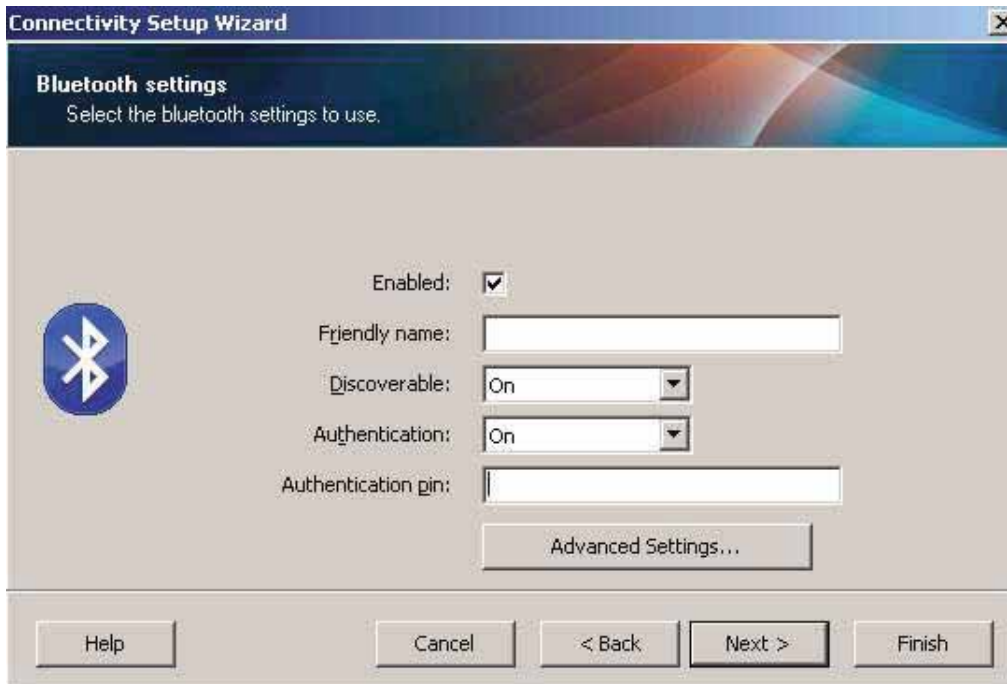 Connectivity Setup Wizard
Bluetooth settings
Select the bluetooth settings to use.
Enabled:
Friendly name:
Discoverable: On
Authentication: On
Authentication pin:
Advanced Settings...
Help Cancel < Back Next > Finish